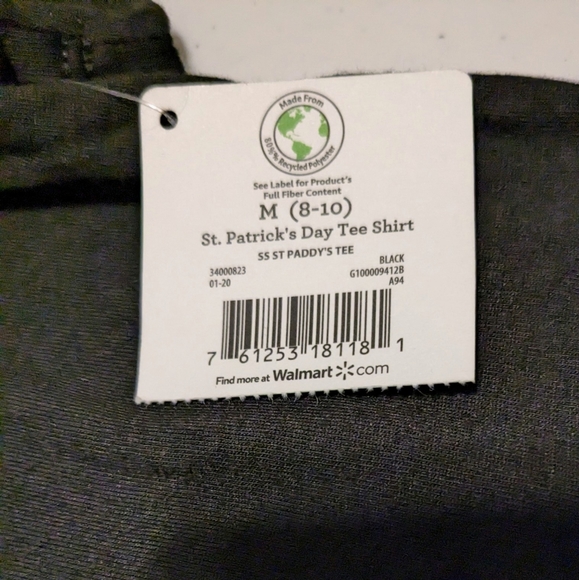 Made From
80% Recycled Polyester
See Label for Product's
Full Fiber Content
M (8-10)
St. Patrick's Day Tee Shirt
SS ST PADDY'S TEE
34000823 BLACK
01-20 G100009412B
A94
7 61253 18118 1
Find more at Walmart.com